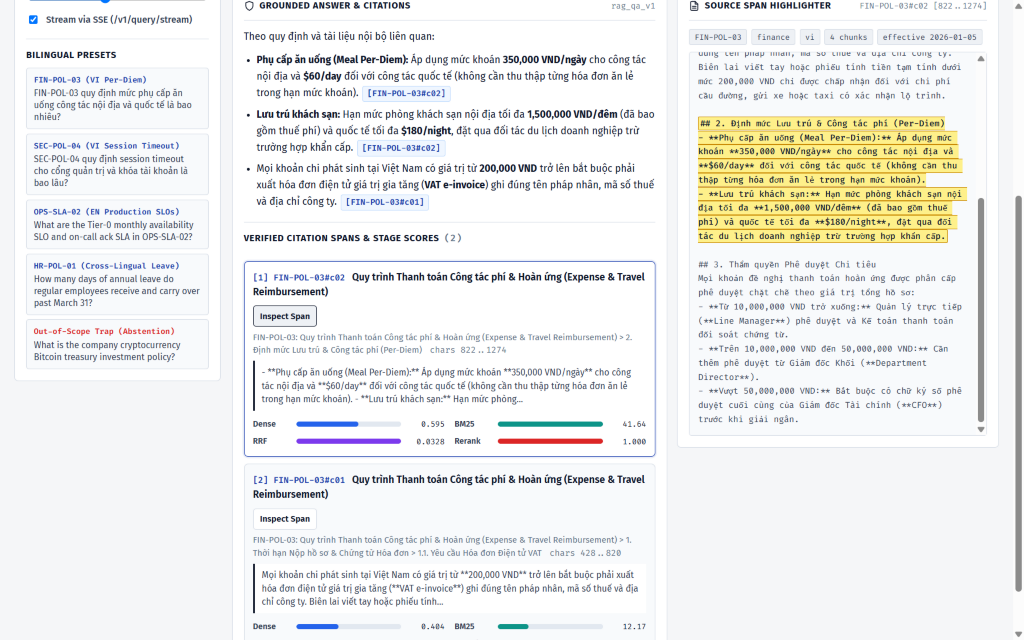 Stream via SSE (/v1/query/stream)
BILINGUAL PRESETS
FIN-POL-03 (VI Per-Diem)
FIN-POL-03 quy định mức phụ cấp ăn
uống công tác nội địa và quốc tế là bao
nhiêu?
SEC-POL-04 (VI Session Timeout)
SEC-POL-04 quy định session timeout
cho cổng quản trị và khóa tài khoản là
bao lâu?
OPS-SLA-02 (EN Production SLOs)
What are the Tier-0 monthly availability
SLO and on-call ack SLA in OPS-SLA-02?
HR-POL-01 (Cross-Lingual Leave)
How many days of annual leave do
regular employees receive and carry over
past March 31?
Out-of-Scope Trap (Abstention)
What is the company cryptocurrency
Bitcoin treasury investment policy?
GROUNDED ANSWER & CITATIONS
rag_qa_v1
Theo quy định và tài liệu nội bộ liên quan:
• Phụ cấp ăn uống (Meal Per-Diem): Áp dụng mức khoán 350,000 VND/ngày cho công tác
nội địa và $60/day đối với công tác quốc tế (không cần thu thập từng hóa đơn ăn lẻ
trong hạn mức khoán). [FIN-POL-03#c02]
• Lưu trú khách sạn: Hạn mức phòng khách sạn nội địa tối đa 1,500,000 VND/đêm (đã bao
gồm thuế phí) và quốc tế tối đa $180/night, đặt qua đối tác du lịch doanh nghiệp trừ
trường hợp khẩn cấp. [FIN-POL-03#c02]
• Mọi khoản chi phát sinh tại Việt Nam có giá trị từ 200,000 VND trở lên bắt buộc phải
xuất hóa đơn điện tử giá trị gia tăng (VAT e-invoice) ghi đúng tên pháp nhân, mã số thuế
và địa chỉ công ty. [FIN-POL-03#c01]
VERIFIED CITATION SPANS & STAGE SCORES (2)
[1] FIN-POL-03#c02 Quy trình Thanh toán Công tác phí & Hoàn ứng (Expense & Travel
Reimbursement)
Inspect Span
FIN-POL-03: Quy trình Thanh toán Công tác phí & Hoàn ứng (Expense & Travel Reimbursement) > 2.
Định mức Lưu trú & Công tác phí (Per-Diem) chars 822..1274
- **Phụ cấp ăn uống (Meal Per-Diem):** Áp dụng mức khoán **350,000 VND/ngày** cho công
tác nội địa và **$60/day** đối với công tác quốc tế (không cần thu thập từng hóa đơn ăn lẻ
trong hạn mức khoán). - **Lưu trú khách sạn:** Hạn mức phòng...
Dense 0.595 BM25 41.64
RRF 0.0328 Rerank 1.000
[2] FIN-POL-03#c01 Quy trình Thanh toán Công tác phí & Hoàn ứng (Expense & Travel
Reimbursement)
Inspect Span
FIN-POL-03: Quy trình Thanh toán Công tác phí & Hoàn ứng (Expense & Travel Reimbursement) > 1.
Thời hạn Nộp hồ sơ & Chứng từ Hóa đơn > 1.1. Yêu cầu Hóa đơn Điện tử VAT chars 428..820
Mọi khoản chi phát sinh tại Việt Nam có giá trị từ **200,000 VND** trở lên bắt buộc phải xuất
hóa đơn điện tử giá trị gia tăng (**VAT e-invoice**) ghi đúng tên pháp nhân, mã số thuế và địa
chỉ công ty. Biên lai viết tay hoặc phiếu tính...
Dense 0.404 BM25 12.17
SOURCE SPAN HIGHLIGHTER
FIN-POL-03#c02 [822..1274]
FIN-POL-03 finance vi 4 chunks effective 2026-01-05
đúng tên pháp nhân, mã số thuế và địa chỉ công ty.
Biên lai viết tay hoặc phiếu tính tiền tạm tính dưới
mức 200,000 VND chỉ được chấp nhận đối với chi phí
cầu đường, gửi xe hoặc taxi có xác nhận lộ trình.
## 2. Định mức Lưu trú & Công tác phí (Per-Diem)
- **Phụ cấp ăn uống (Meal Per-Diem):** Áp dụng mức
khoán **350,000 VND/ngày** cho công tác nội địa và
**$60/day** đối với công tác quốc tế (không cần thu
thập từng hóa đơn ăn lẻ trong hạn mức khoán).
- **Lưu trú khách sạn:** Hạn mức phòng khách sạn nội
địa tối đa **1,500,000 VND/đêm** (đã bao gồm thuế
phí) và quốc tế tối đa **$180/night**, đặt qua đối
tác du lịch doanh nghiệp trừ trường hợp khẩn cấp.
## 3. Thẩm quyền Phê duyệt Chi tiêu
Mọi khoản đề nghị thanh toán hoàn ứng được phân cấp
phê duyệt chặt chẽ theo giá trị tổng hồ sơ:
- **Từ 10,000,000 VND trở xuống:** Quản lý trực tiếp
(**Line Manager**) phê duyệt và Kế toán thanh toán
đối soát chứng từ.
- **Trên 10,000,000 VND đến 50,000,000 VND:** Cần
thêm phê duyệt từ Giám đốc Khối (**Department
Director**).
- **Vượt 50,000,000 VND:** Bắt buộc có chữ ký số phê
duyệt cuối cùng của Giám đốc Tài chính (**CFO**)
trước khi giải ngân.